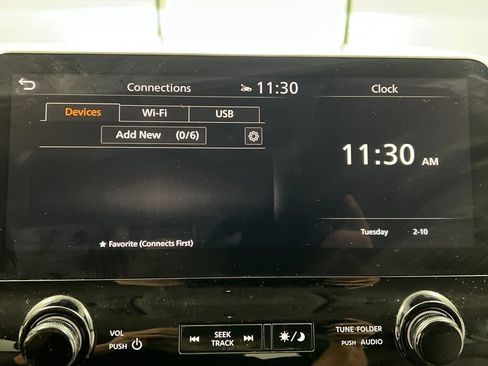 Connections 11:30 Clock
Devices Wi-Fi USB
Add New (0/6)
11:30 AM
Tuesday 2-10
★ Favorite (Connects First)
VOL
PUSH
SEEK
TRACK
TUNE·FOLDER
PUSH AUDIO